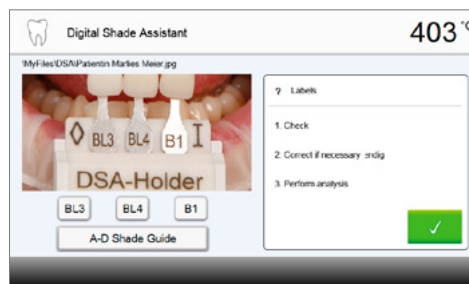 Digital Shade Assistant
403 °C
\MyFiles\DSA\Patientin Marlies Meier.jpg
? Labels
BL3 BL4 B1 I
DSA-Holder
1. Check
2. Correct if necessary endig
3. Perform analysis
BL3 BL4 B1
A-D Shade Guide